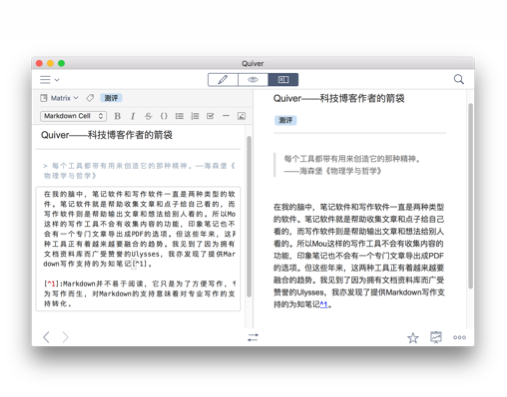 Quiver
Matrix
测评
Markdown Cell
B I S {}
Quiver——科技博客作者的箭袋
> 每个工具都带有用来创造它的那种精神。—海森堡《
物理学与哲学》
在我的脑中，笔记软件和写作软件一直是两种类型的软
件。笔记软件就是帮助收集文章和点子给自己看的，而
写作软件则是帮助输出文章和想法给别人看的。所以Mo
这样的写作工具不会有收集内容的功能，印象笔记也不
会有一个专门文章导出成PDF的选项。但这些年来，这两
种工具正有着越来越要融合的趋势。我见到了因为拥有
文档资料库而广受赞誉的Ulysses，我亦发现了提供Mar
down写作支持的为知笔记[^1]。
[^1]:Markdown并不易于阅读，它只是为了方便写作，
为写作而生，对Markdown的支持意味着对专业写作的支
持转化。
Quiver——科技博客作者的箭袋
测评
每个工具都带有用来创造它的那种精神。
——海森堡《物理学与哲学》
在我的脑中，笔记软件和写作软件一直是两种类型
的软件。笔记软件就是帮助收集文章和点子给自己
看的，而写作软件则是帮助输出文章和想法给别人
看的。所以Mou这样的写作工具不会有收集内容的
功能，印象笔记也不会有一个专门文章导出成PDF
的选项。但这些年来，这两种工具正有着越来越要
融合的趋势。我见到了因为拥有文档资料库而广受
赞誉的Ulysses，我亦发现了提供Markdown写作支
持的为知笔记^1。